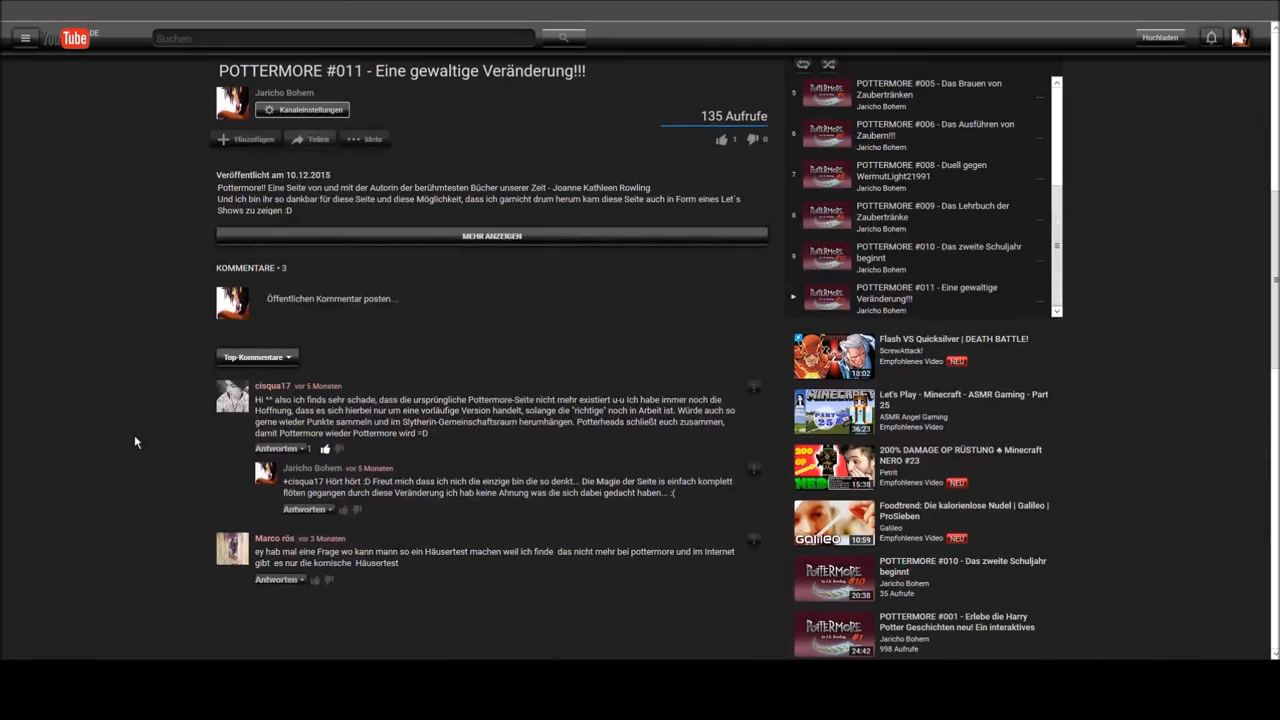 YouTube DE
Suchen
Hochladen
POTTERMORE #011 - Eine gewaltige Veränderung!!!
Jaricho Bohem
Kanaleinstellungen
135 Aufrufe
Hinzufügen Teilen ••• Mehr
1 0
Veröffentlicht am 10.12.2015
Pottermore!! Eine Seite von und mit der Autorin der berühmtesten Bücher unserer Zeit - Joanne Kathleen Rowling
Und ich bin ihr so dankbar für diese Seite und diese Möglichkeit, dass ich garnicht drum herum kam diese Seite auch in Form eines Let´s
Shows zu zeigen :D
MEHR ANZEIGEN
KOMMENTARE • 3
Öffentlichen Kommentar posten...
Top-Kommentare
cisqua17 vor 5 Monaten
Hi ^^ also ich finds sehr schade, dass die ursprüngliche Pottermore-Seite nicht mehr existiert u-u Ich habe immer noch die
Hoffnung, dass es sich hierbei nur um eine vorläufige Version handelt, solange die "richtige" noch in Arbeit ist. Würde auch so
gerne wieder Punkte sammeln und im Slytherin-Gemeinschaftsraum herumhängen. Potterheads schließt euch zusammen,
damit Pottermore wieder Pottermore wird =D
Antworten • 1
Jaricho Bohem vor 5 Monaten
+cisqua17 Hört hört :D Freut mich dass ich nich die einzige bin die so denkt... Die Magie der Seite is einfach komplett
flöten gegangen durch diese Veränderung ich hab keine Ahnung was die sich dabei gedacht haben... :(
Antworten •
Marco rös vor 3 Monaten
ey hab mal eine Frage wo kann mann so ein Häusertest machen weil ich finde das nicht mehr bei pottermore und im Internet
gibt es nur die komische Häusertest
Antworten •
5 POTTERMORE #005 - Das Brauen von
Zaubertränken
Jaricho Bohem
6 POTTERMORE #006 - Das Ausführen von
Zaubern!!!
Jaricho Bohem
7 POTTERMORE #008 - Duell gegen
WermutLight21991
Jaricho Bohem
8 POTTERMORE #009 - Das Lehrbuch der
Zaubertränke
Jaricho Bohem
9 POTTERMORE #010 - Das zweite Schuljahr
beginnt
Jaricho Bohem
POTTERMORE #011 - Eine gewaltige
Veränderung!!!
Jaricho Bohem
Flash VS Quicksilver | DEATH BATTLE!
ScrewAttack!
Empfohlenes Video NEU
18:02
Let's Play - Minecraft - ASMR Gaming - Part
25
ASMR Angel Gaming
Empfohlenes Video
MINECRAFT
PART
25
36:23
200% DAMAGE OP RÜSTUNG ♣ Minecraft
NERO #23
Petrit
Empfohlenes Video NEU
15:38
Foodtrend: Die kalorienlose Nudel | Galileo |
ProSieben
Galileo
Empfohlenes Video NEU
Galileo
10:59
POTTERMORE #010 - Das zweite Schuljahr
beginnt
Jaricho Bohem
35 Aufrufe
POTTERMORE
#10
20:38
POTTERMORE #001 - Erlebe die Harry
Potter Geschichten neu! Ein interaktives
Jaricho Bohem
998 Aufrufe
POTTERMORE
#1
24:42